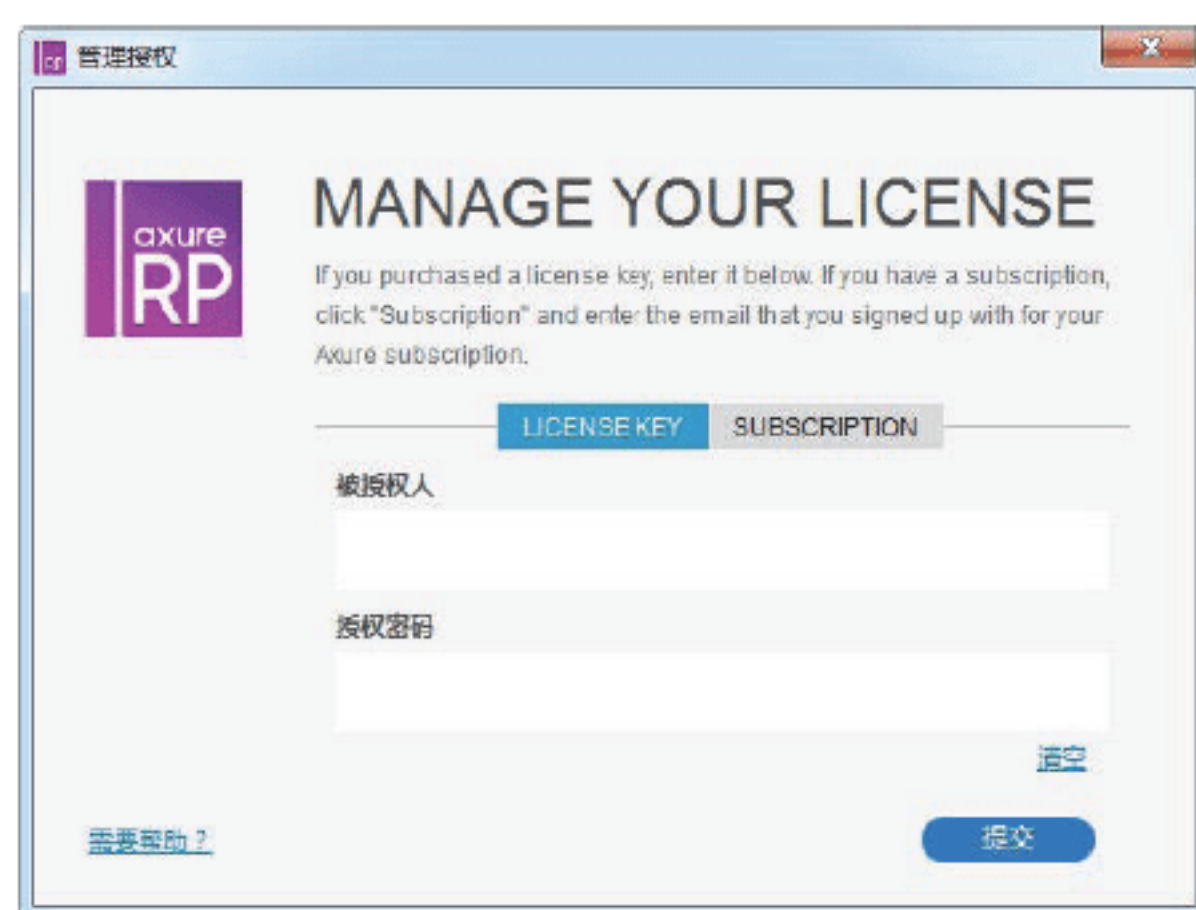 管理授权
axure
RP
MANAGE YOUR LICENSE
If you purchased a license key, enter it below. If you have a subscription,
click "Subscription" and enter the email that you signed up with for your
Axure subscription.
LICENSE KEY SUBSCRIPTION
被授权人
授权密码
清空
需要帮助？
提交